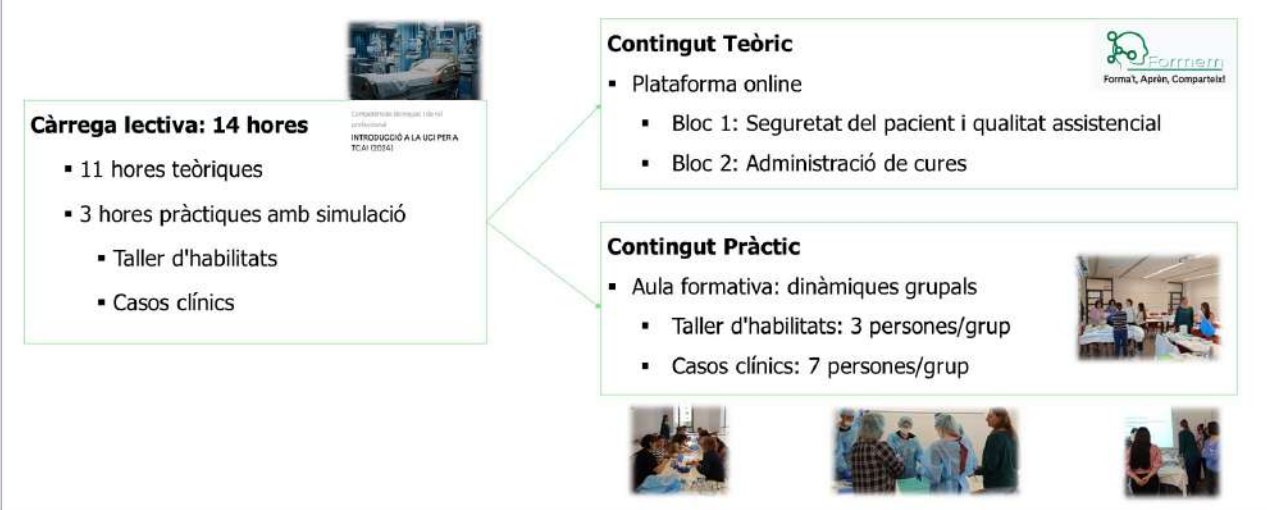 Càrrega lectiva: 14 hores
▪ 11 hores teòriques
▪ 3 hores pràctiques amb simulació
▪ Taller d'habilitats
▪ Casos clínics
professional
INTRODUCCIÓ A LA UCI PER A
TCAI (2024)
Contingut Teòric
▪ Plataforma online
▪ Bloc 1: Seguretat del pacient i qualitat assistencial
▪ Bloc 2: Administració de cures
Formem
Forma't, Aprèn, Comparteix!
Contingut Pràctic
▪ Aula formativa: dinàmiques grupals
▪ Taller d'habilitats: 3 persones/grup
▪ Casos clínics: 7 persones/grup